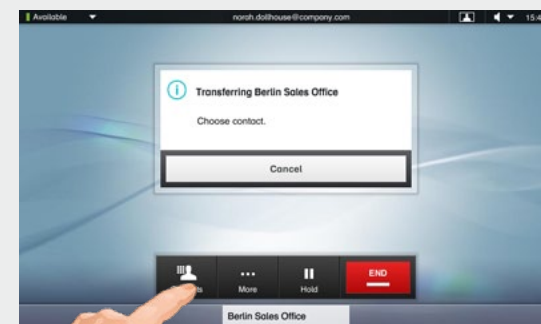 Available norah.dollhouse@company.com
Transferring Berlin Sales Office
Choose contact.
Cancel
More Hold END
Berlin Sales Office